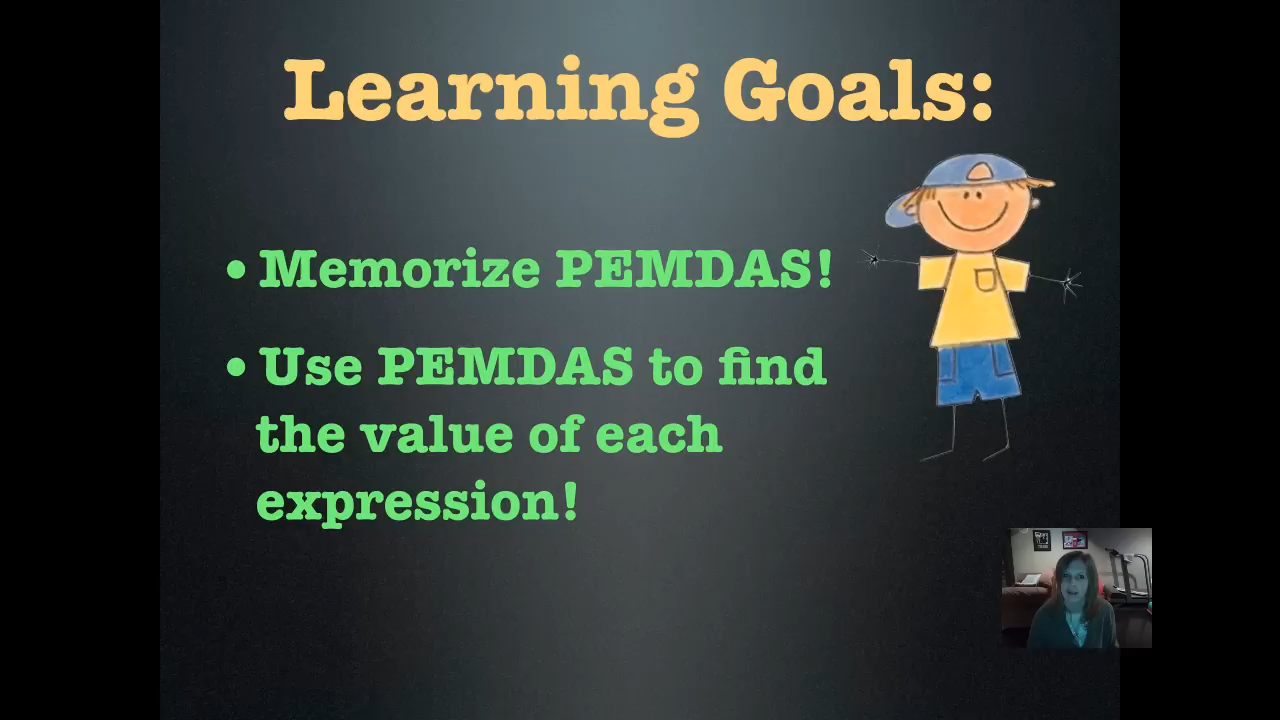 Learning Goals:
• Memorize PEMDAS!
• Use PEMDAS to find
the value of each
expression!